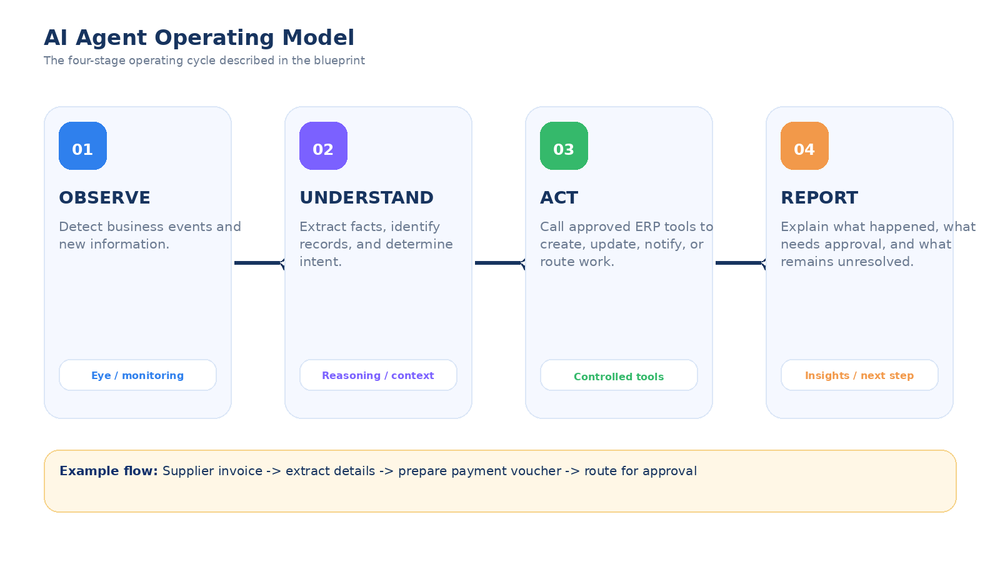 AI Agent Operating Model
The four-stage operating cycle described in the blueprint
01
OBSERVE
Detect business events and
new information.
Eye / monitoring
02
UNDERSTAND
Extract facts, identify
records, and determine
intent.
Reasoning / context
03
ACT
Call approved ERP tools to
create, update, notify, or
route work.
Controlled tools
04
REPORT
Explain what happened, what
needs approval, and what
remains unresolved.
Insights / next step
Example flow: Supplier invoice -> extract details -> prepare payment voucher -> route for approval